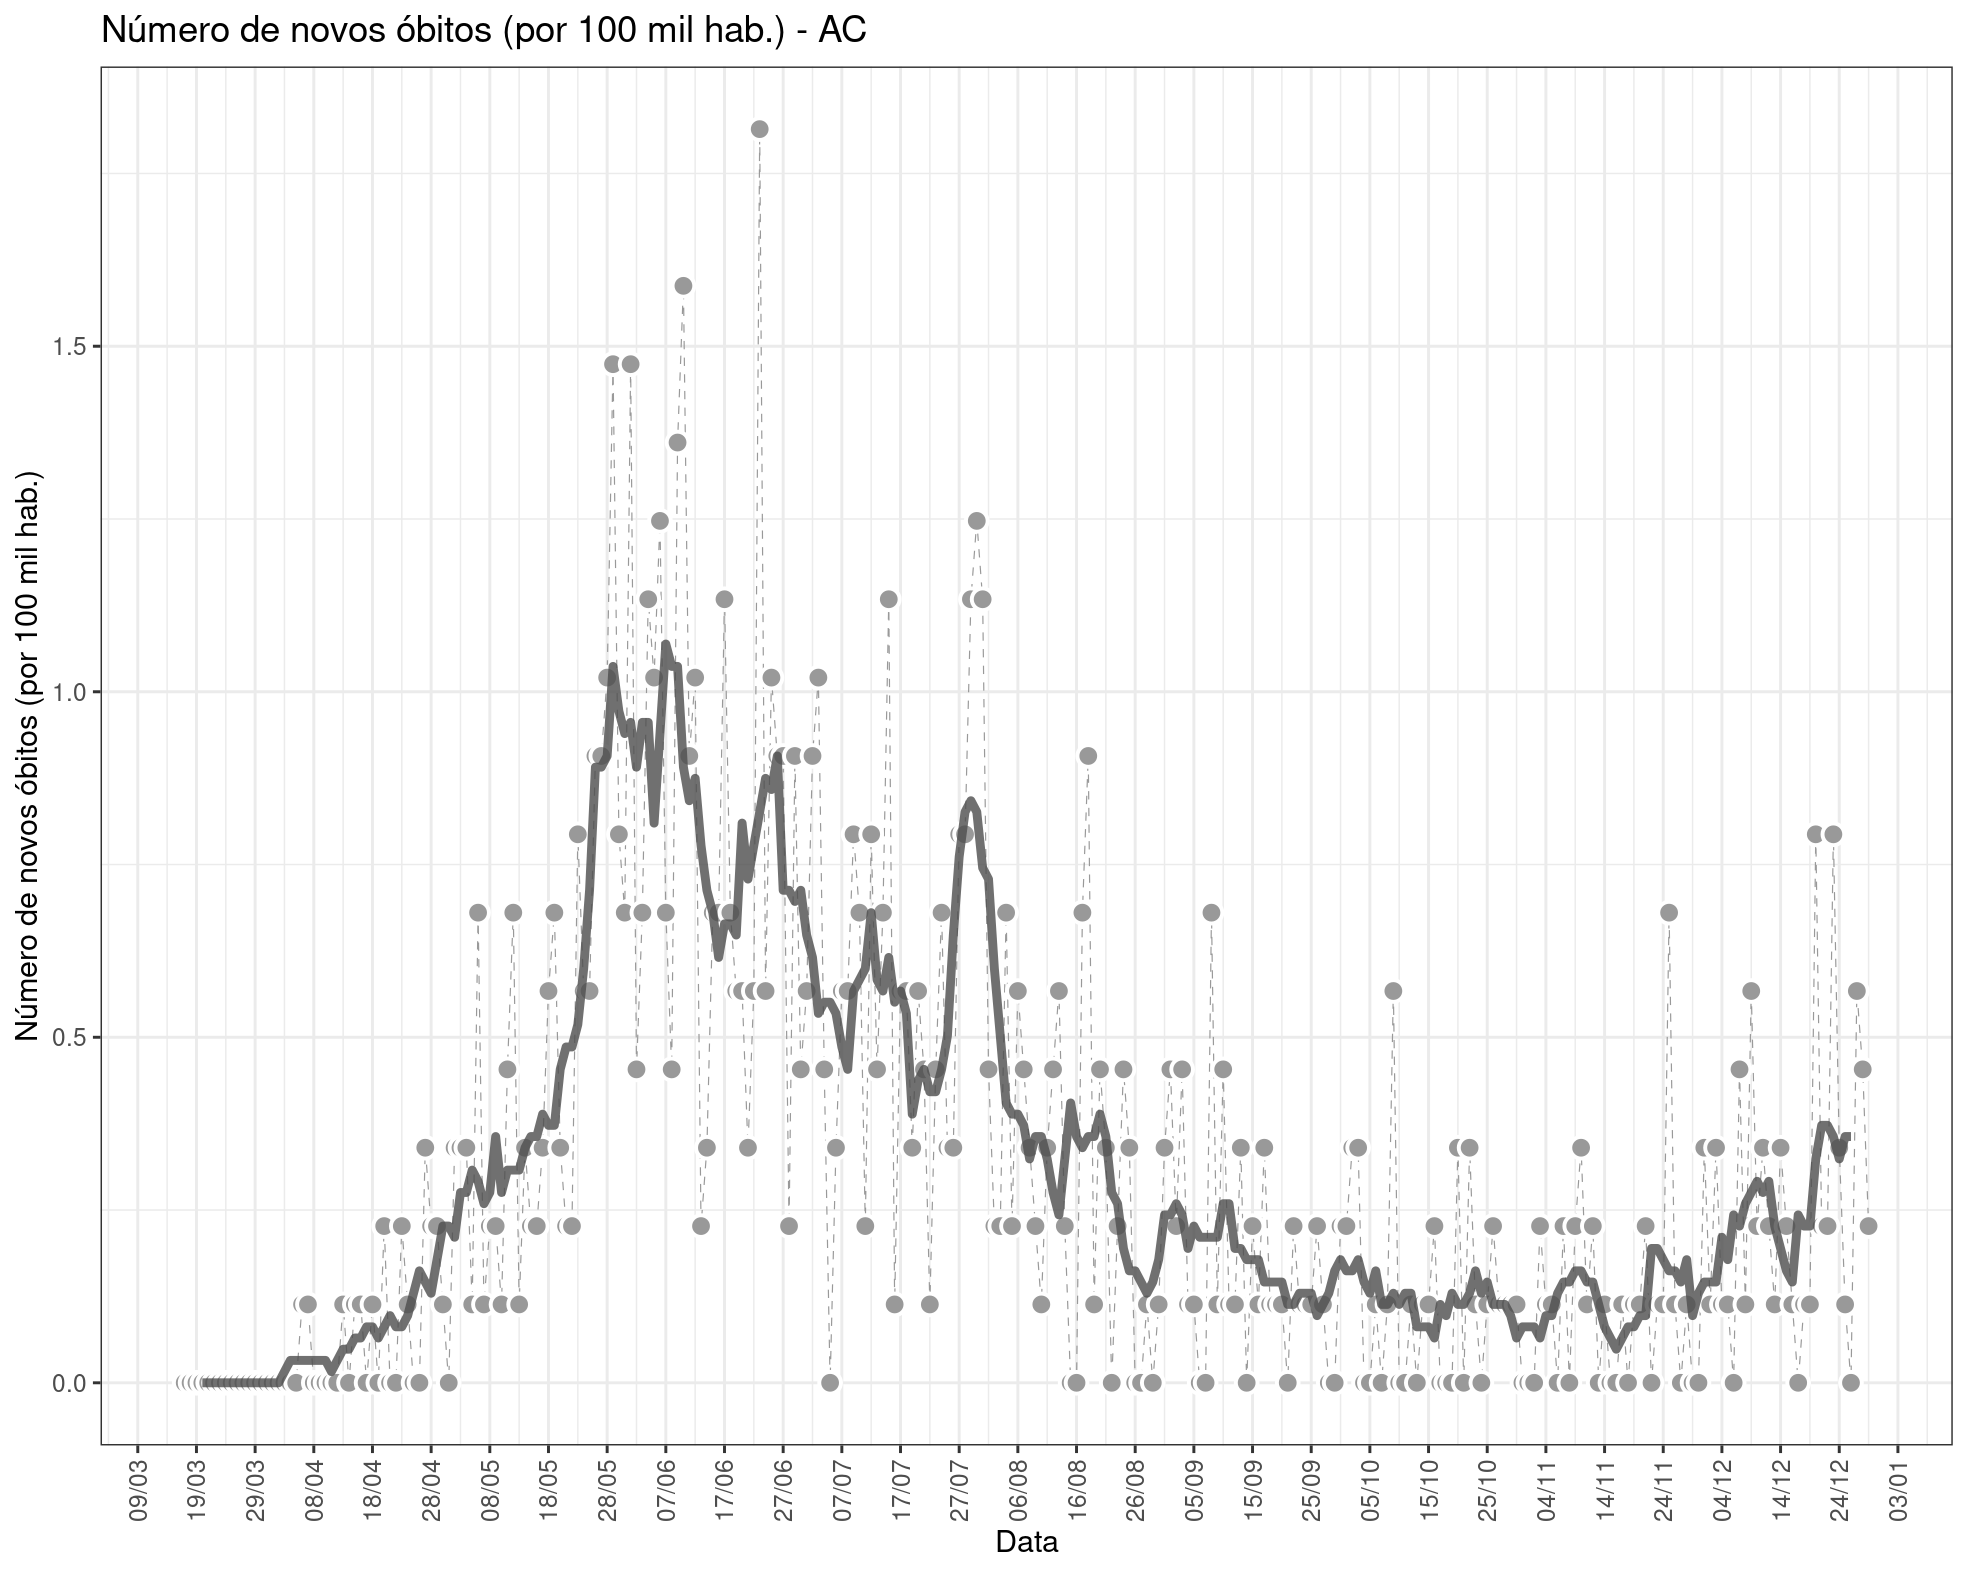 Número de novos óbitos (por 100 mil hab.) - AC
Número de novos óbitos (por 100 mil hab.)
1.5
1.0
0.5
0.0
09/03 19/03 29/03 08/04 18/04 28/04 08/05 18/05 28/05 07/06 17/06 27/06 07/07 17/07 27/07 06/08 16/08 26/08 05/09 15/09 25/09 05/10 15/10 25/10 04/11 14/11 24/11 04/12 14/12 24/12 03/01
Data